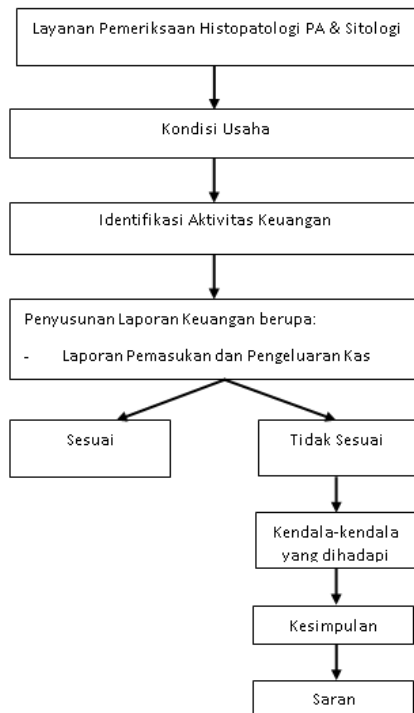 Layanan Pemeriksaan Histopatologi PA & Sitologi
Kondisi Usaha
Identifikasi Aktivitas Keuangan
Penyusunan Laporan Keuangan berupa:
- Laporan Pemasukan dan Pengeluaran Kas
Sesuai
Tidak Sesuai
Kendala-kendala
yang dihadapi
Kesimpulan
Saran